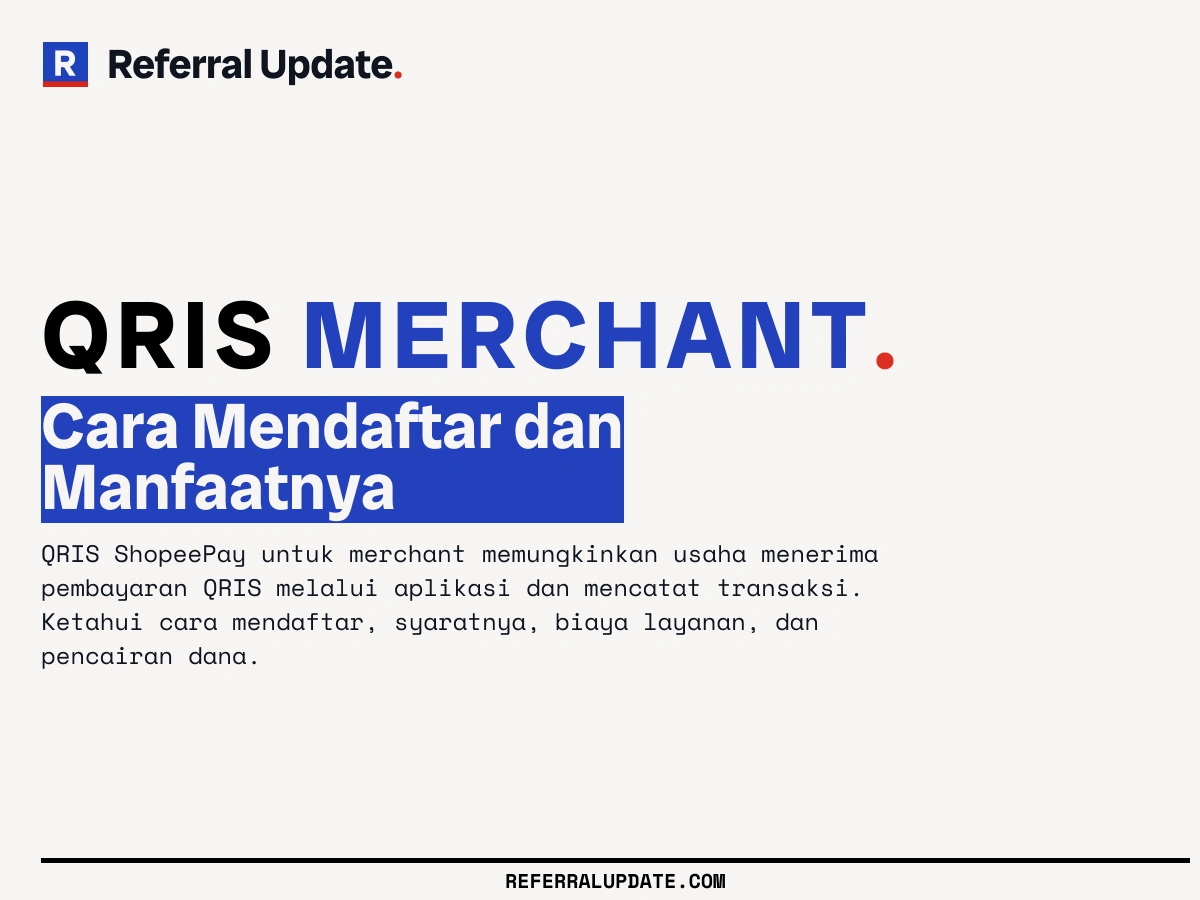 R Referral Update.
QRIS MERCHANT.
Cara Mendaftar dan
Manfaatnya
QRIS ShopeePay untuk merchant memungkinkan usaha menerima
pembayaran QRIS melalui aplikasi dan mencatat transaksi.
Ketahui cara mendaftar, syaratnya, biaya layanan, dan
pencairan dana.
REFERRALUPDATE.COM